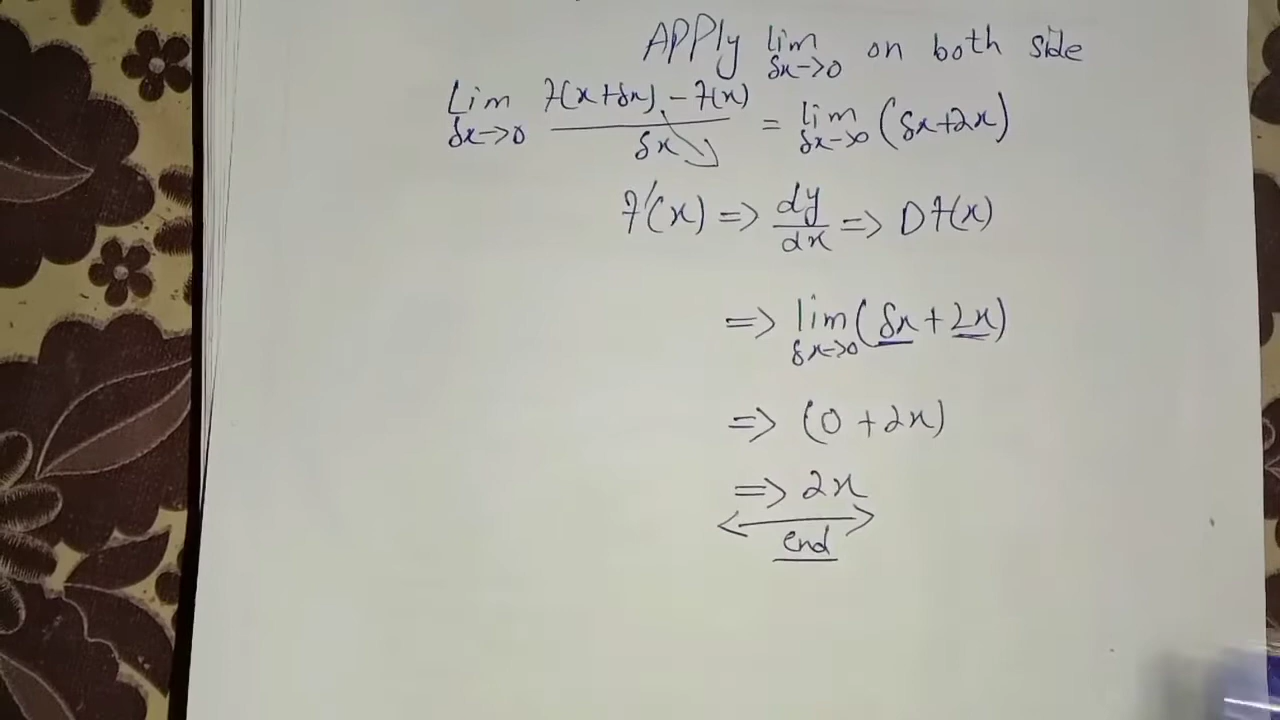 APPly lim δx->0 on both side
Lim δx->0 f(x+δx) - f(x) / δx = lim δx->0 (δx+2x)
f'(x) => dy/dx => Df(x)
=> lim δx->0 (δx + 2x)
=> (0 + 2x)
=> 2x
end